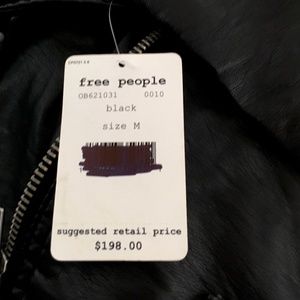 free people
OB621031 0010
black
size M
suggested retail price
$198.00